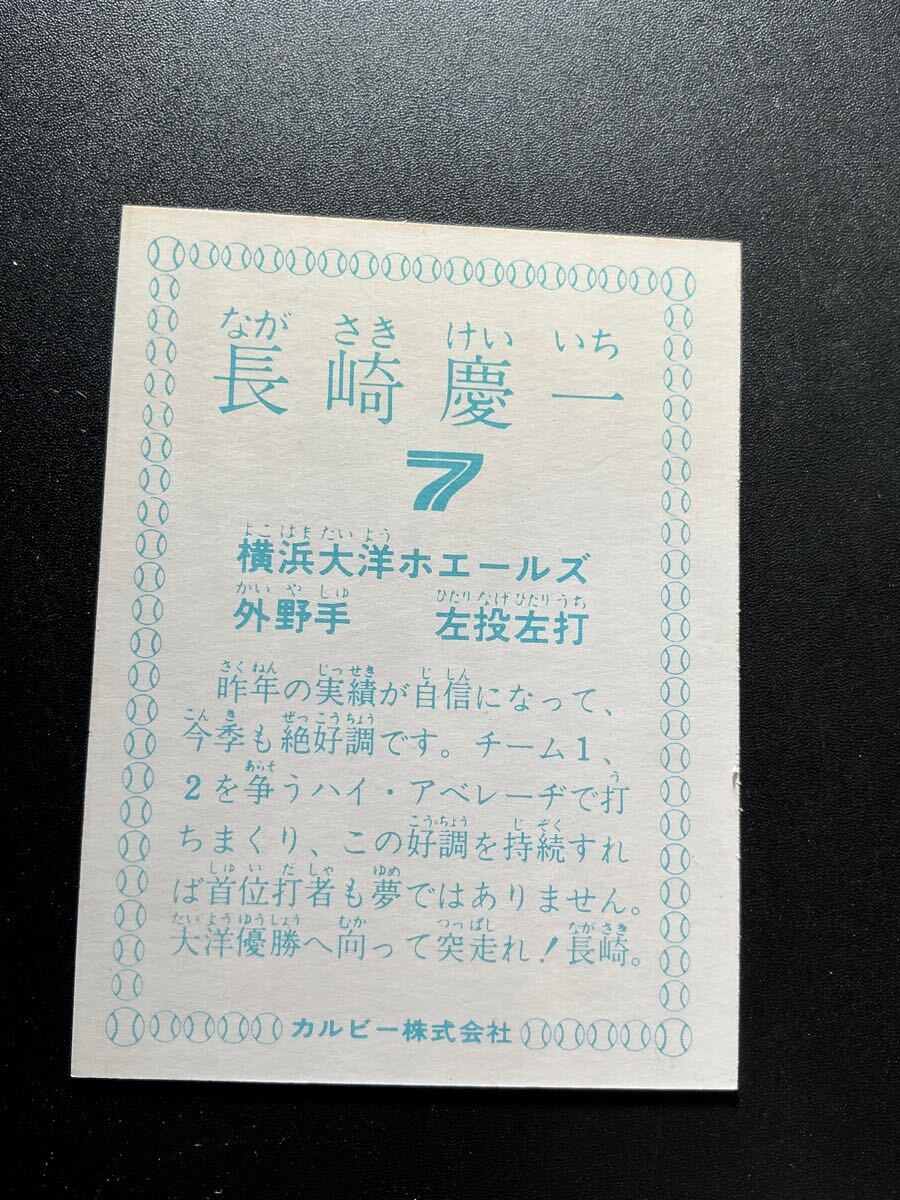 なが さき けい いち
長崎慶一
7
よこ はま たい よう
横浜大洋ホエールズ
かい や しゅ ひだり なげ ひだり うち
外野手 左投左打
さく ねん じっ せき じ しん
昨年の実績が自信になって、
こん き ぜっ こう ちょう
今季も絶好調です。チーム1、
あらそ う
2を争うハイ・アベレーヂで打
こう ちょう じ ぞく
ちまくり、この好調を持続すれ
しゅ い だ しゃ ゆめ
ば首位打者も夢ではありません。
たい よう ゆう しょう むか つっ ぱし なが さき
大洋優勝へ向って突走れ!長崎。
カルビー株式会社